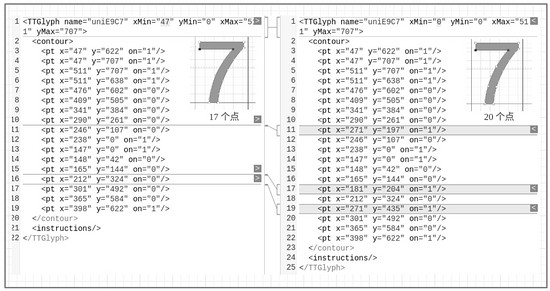 1 <TTGlyph name="uniE9C7" xMin="47" yMin="0" xMax="51
1" yMax="707">
2 <contour>
3 <pt x="47" y="622" on="1"/>
4 <pt x="47" y="707" on="1"/>
5 <pt x="511" y="707" on="1"/>
6 <pt x="511" y="638" on="1"/>
7 <pt x="476" y="602" on="0"/>
8 <pt x="409" y="505" on="0"/>
9 <pt x="341" y="384" on="0"/>
10 <pt x="290" y="261" on="0"/>
11 <pt x="246" y="107" on="0"/>
12 <pt x="238" y="0" on="1"/>
13 <pt x="147" y="0" on="1"/>
14 <pt x="148" y="42" on="0"/>
15 <pt x="165" y="144" on="0"/>
16 <pt x="212" y="324" on="0"/>
17 <pt x="301" y="492" on="0"/>
18 <pt x="365" y="584" on="0"/>
19 <pt x="398" y="622" on="1"/>
20 </contour>
21 <instructions/>
22 </TTGlyph>
7
17 个点
1 <TTGlyph name="uniE9C7" xMin="47" yMin="0" xMax="51
1" yMax="707">
2 <contour>
3 <pt x="47" y="622" on="1"/>
4 <pt x="47" y="707" on="1"/>
5 <pt x="511" y="707" on="1"/>
6 <pt x="511" y="638" on="1"/>
7 <pt x="476" y="602" on="0"/>
8 <pt x="409" y="505" on="0"/>
9 <pt x="341" y="384" on="0"/>
10 <pt x="290" y="261" on="0"/>
11 <pt x="271" y="197" on="1"/>
12 <pt x="246" y="107" on="0"/>
13 <pt x="238" y="0" on="1"/>
14 <pt x="147" y="0" on="1"/>
15 <pt x="148" y="42" on="0"/>
16 <pt x="165" y="144" on="0"/>
17 <pt x="181" y="204" on="1"/>
18 <pt x="212" y="324" on="0"/>
19 <pt x="271" y="435" on="1"/>
20 <pt x="301" y="492" on="0"/>
21 <pt x="365" y="584" on="0"/>
22 <pt x="398" y="622" on="1"/>
23 </contour>
24 <instructions/>
25 </TTGlyph>
7
20 个点